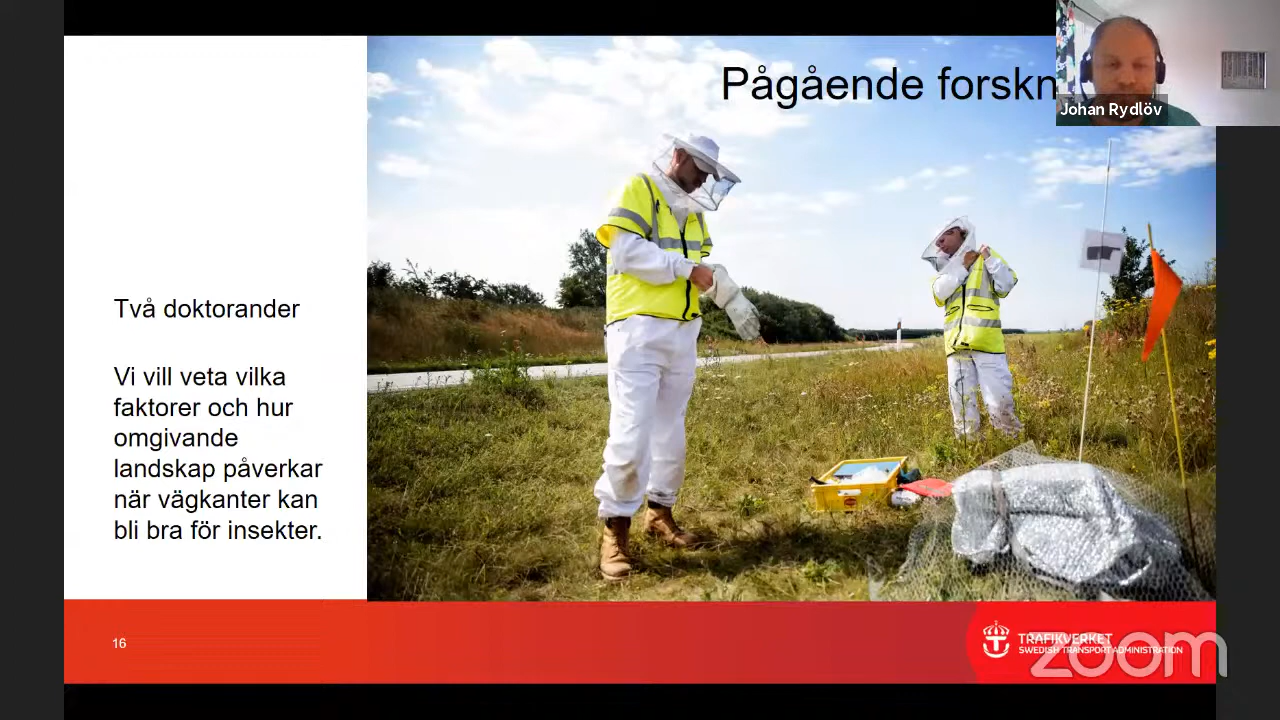 Pågående forskn
Johan Rydlöv
Två doktorander
Vi vill veta vilka
faktorer och hur
omgivande
landskap påverkar
när vägkanter kan
bli bra för insekter.
16
TRAFIKVERKET
SWEDISH TRANSPORT ADMINISTRATION
zoom